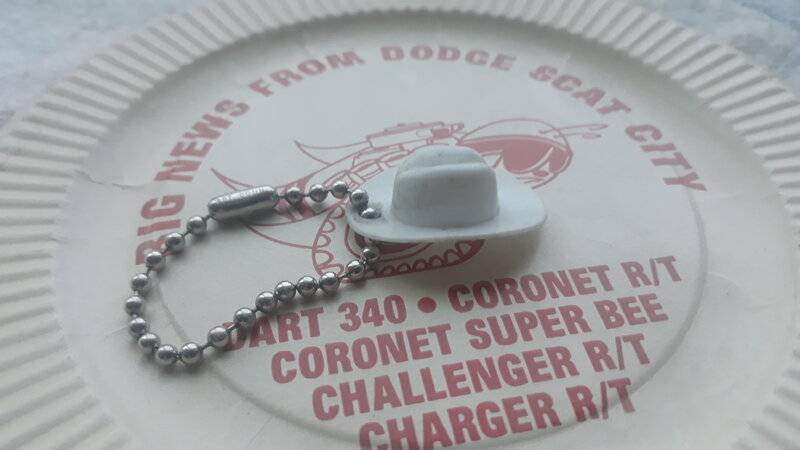 BIG NEWS FROM DODGE SCAT CITY
DART 340 • CORONET R/T
CORONET SUPER BEE
CHALLENGER R/T
CHARGER R/T